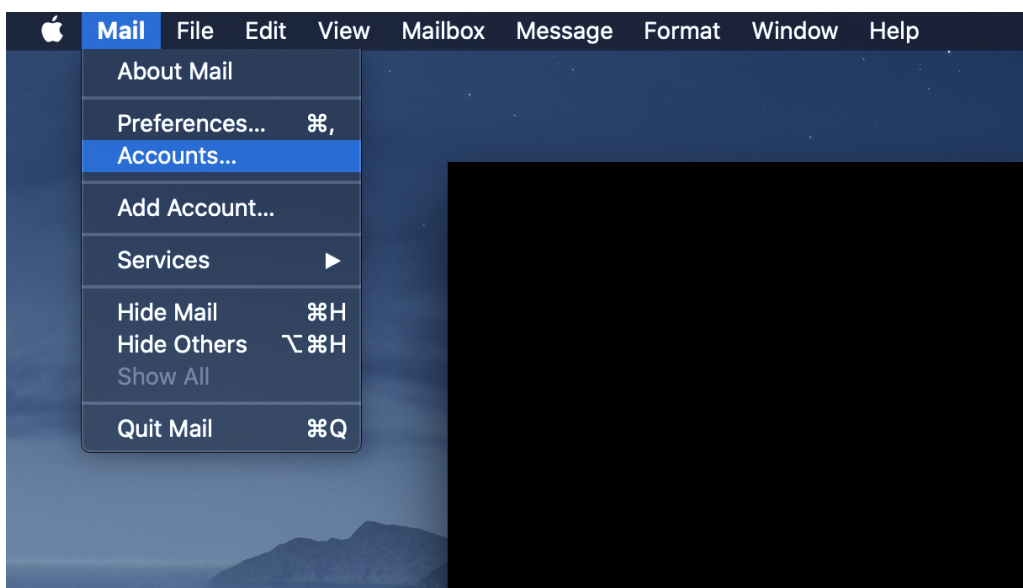 Mail File Edit View Mailbox Message Format Window Help
About Mail
Preferences... ⌘,
Accounts...
Add Account...
Services ▶
Hide Mail ⌘H
Hide Others ⌥⌘H
Show All
Quit Mail ⌘Q